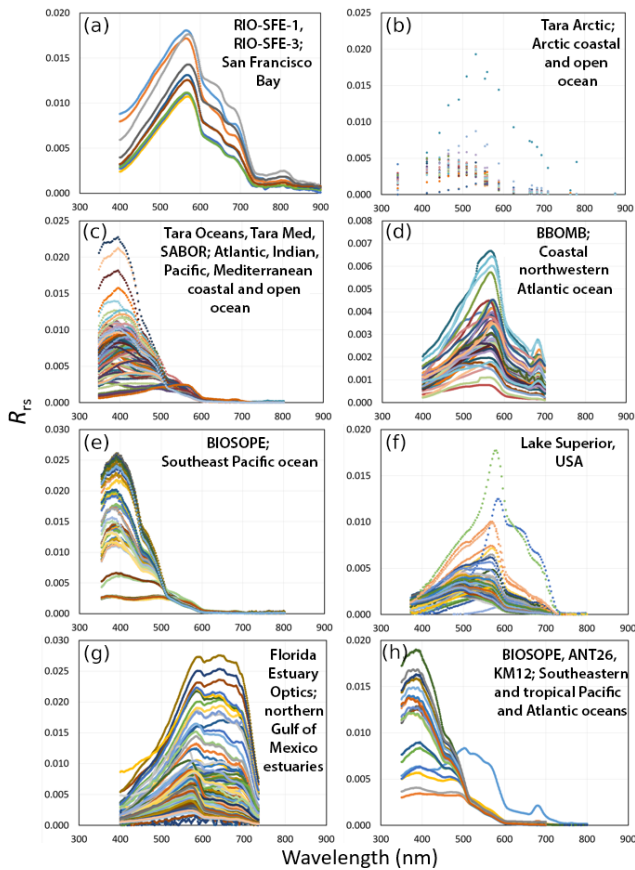 (a)
RIO-SFE-1,
RIO-SFE-3;
San Francisco
Bay
0.020
0.015
0.010
0.005
0.000
300 400 500 600 700 800 900
(b)
Tara Arctic;
Arctic coastal
and open
ocean
0.025
0.020
0.015
0.010
0.005
0.000
300 400 500 600 700 800 900
(c)
Tara Oceans, Tara Med,
SABOR; Atlantic, Indian,
Pacific, Mediterranean
coastal and open
ocean
0.025
0.020
0.015
0.010
0.005
0.000
300 400 500 600 700 800 900
(d)
BBOMB;
Coastal
northwestern
Atlantic ocean
0.008
0.007
0.006
0.005
0.004
0.003
0.002
0.001
0.000
300 400 500 600 700 800 900
Rrs
(e)
BIOSOPE;
Southeast Pacific ocean
0.030
0.025
0.020
0.015
0.010
0.005
0.000
300 400 500 600 700 800 900
(f)
Lake Superior,
USA
0.020
0.015
0.010
0.005
0.000
300 400 500 600 700 800 900
(g)
Florida
Estuary
Optics;
northern
Gulf of
Mexico
estuaries
0.030
0.025
0.020
0.015
0.010
0.005
0.000
300 400 500 600 700 800 900
(h)
BIOSOPE, ANT26,
KM12; Southeastern
and tropical Pacific
and Atlantic oceans
0.020
0.015
0.010
0.005
0.000
300 400 500 600 700 800 900
Wavelength (nm)